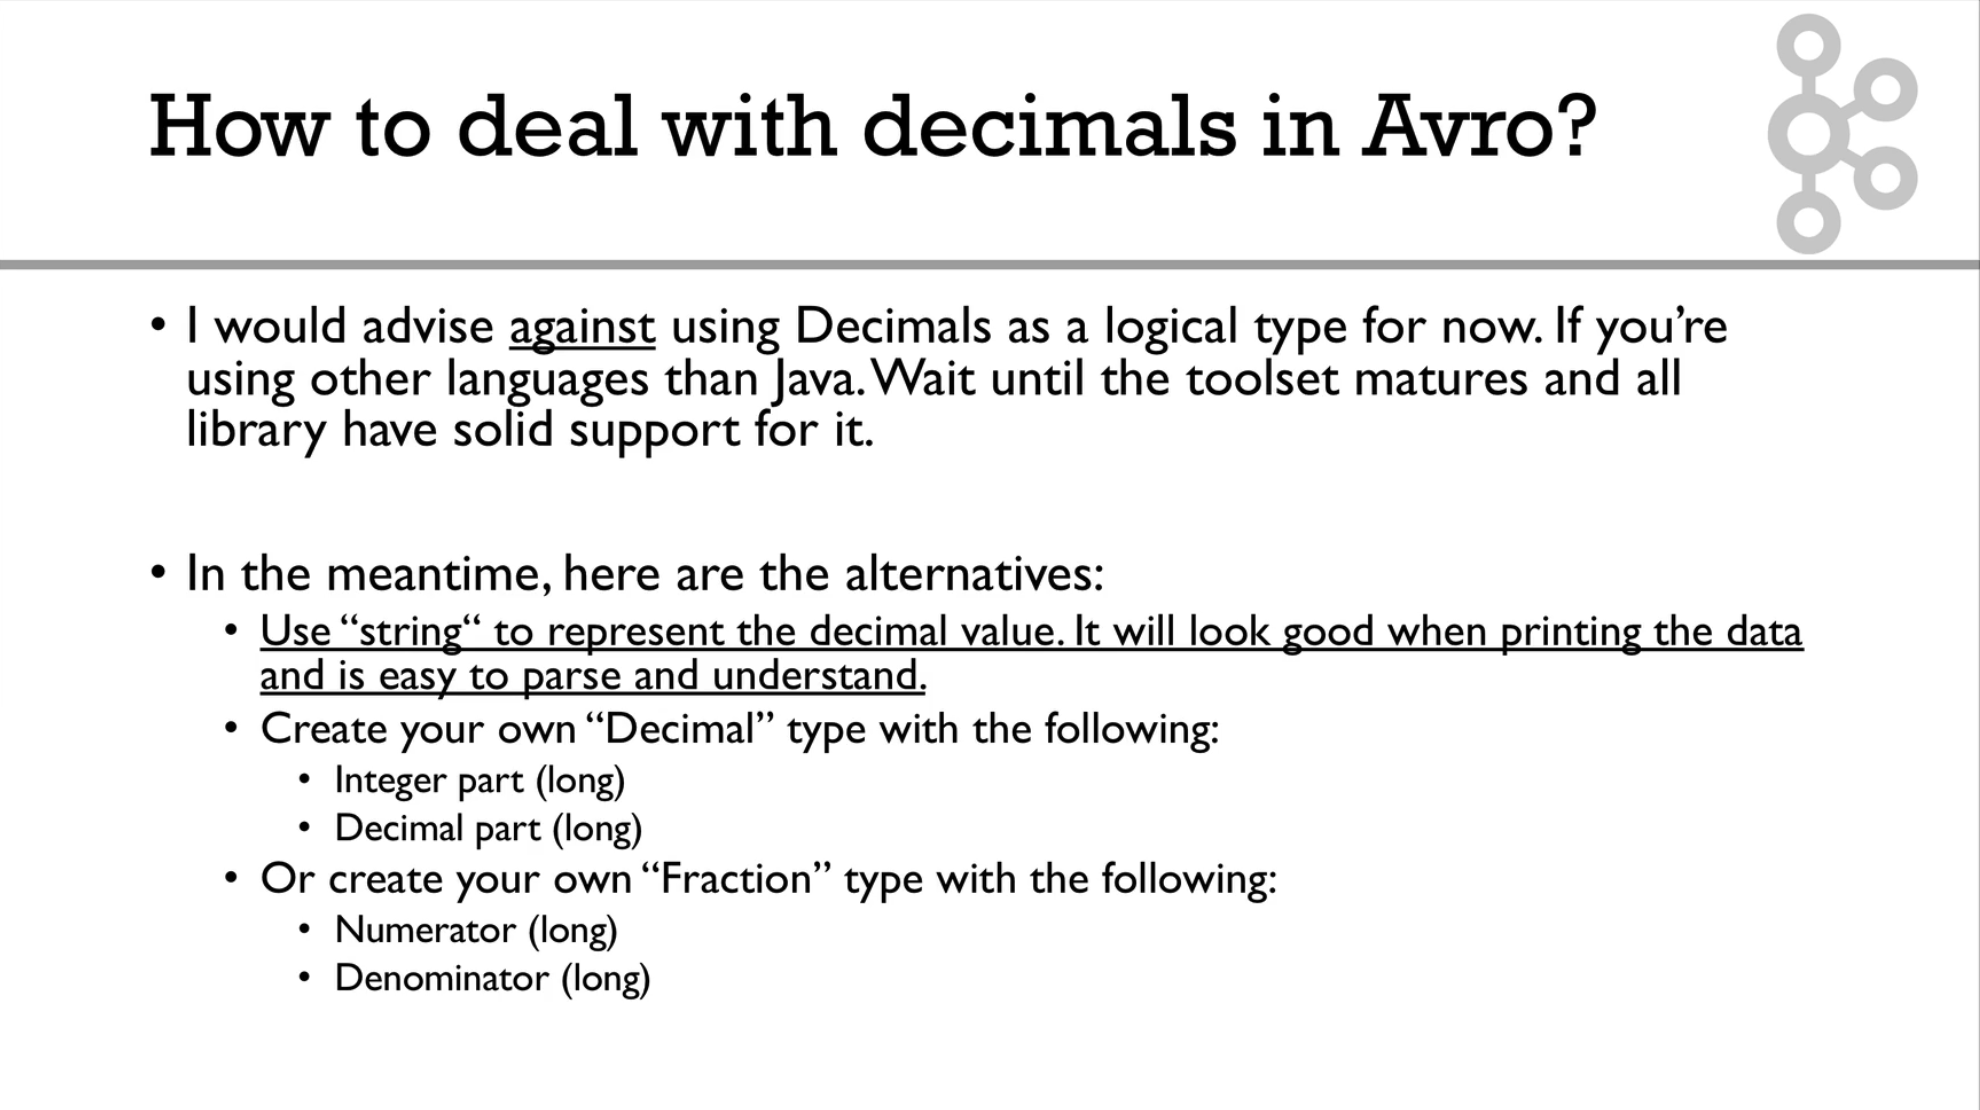 How to deal with decimals in Avro?
• I would advise against using Decimals as a logical type for now. If you’re
using other languages than Java. Wait until the toolset matures and all
library have solid support for it.
• In the meantime, here are the alternatives:
• Use “string“ to represent the decimal value. It will look good when printing the data
and is easy to parse and understand.
• Create your own “Decimal” type with the following:
• Integer part (long)
• Decimal part (long)
• Or create your own “Fraction” type with the following:
• Numerator (long)
• Denominator (long)